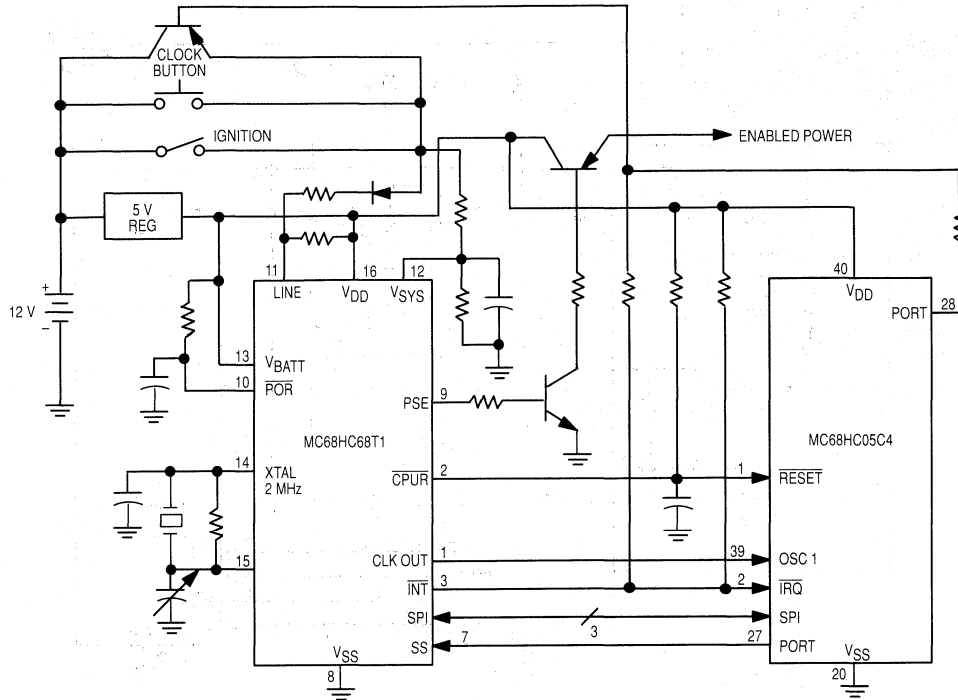 CLOCK
BUTTON
IGNITION
ENABLED POWER
5 V
REG
12 V
+
−
11
16
12
LINE
VDD
VSYS
13
VBATT
10
POR
PSE
9
MC68HC68T1
14
XTAL
2 MHz
15
CPUR
2
CLK OUT
1
INT
3
SPI
3
SS
7
VSS
8
40
VDD
PORT
28
MC68HC05C4
1
RESET
39
OSC 1
2
IRQ
SPI
27
PORT
VSS
20